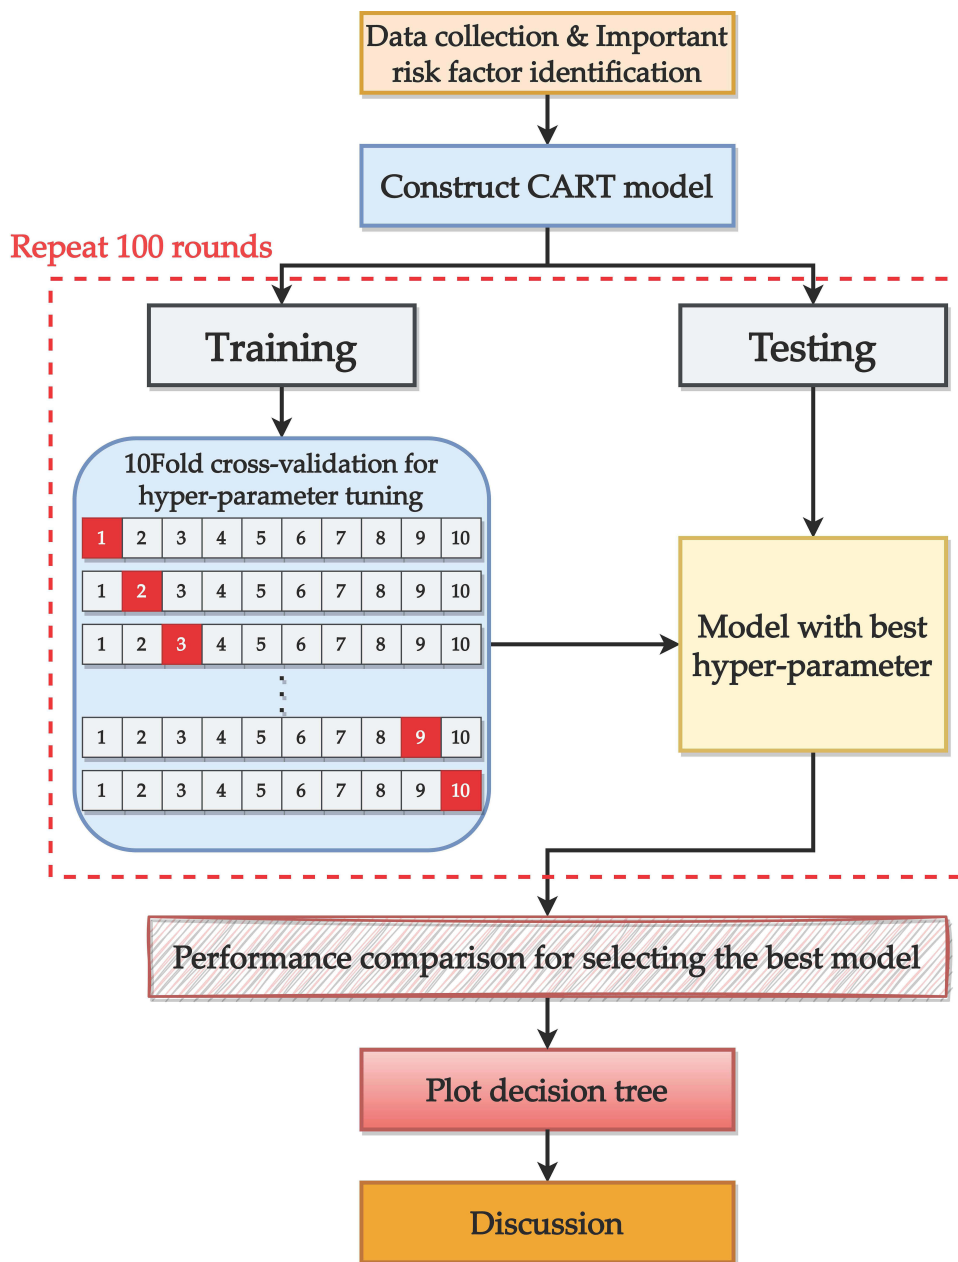 Data collection & Important
risk factor identification
Construct CART model
Repeat 100 rounds
Training
Testing
10Fold cross-validation for
hyper-parameter tuning
1 2 3 4 5 6 7 8 9 10
1 2 3 4 5 6 7 8 9 10
1 2 3 4 5 6 7 8 9 10
1 2 3 4 5 6 7 8 9 10
1 2 3 4 5 6 7 8 9 10
Model with best
hyper-parameter
Performance comparison for selecting the best model
Plot decision tree
Discussion